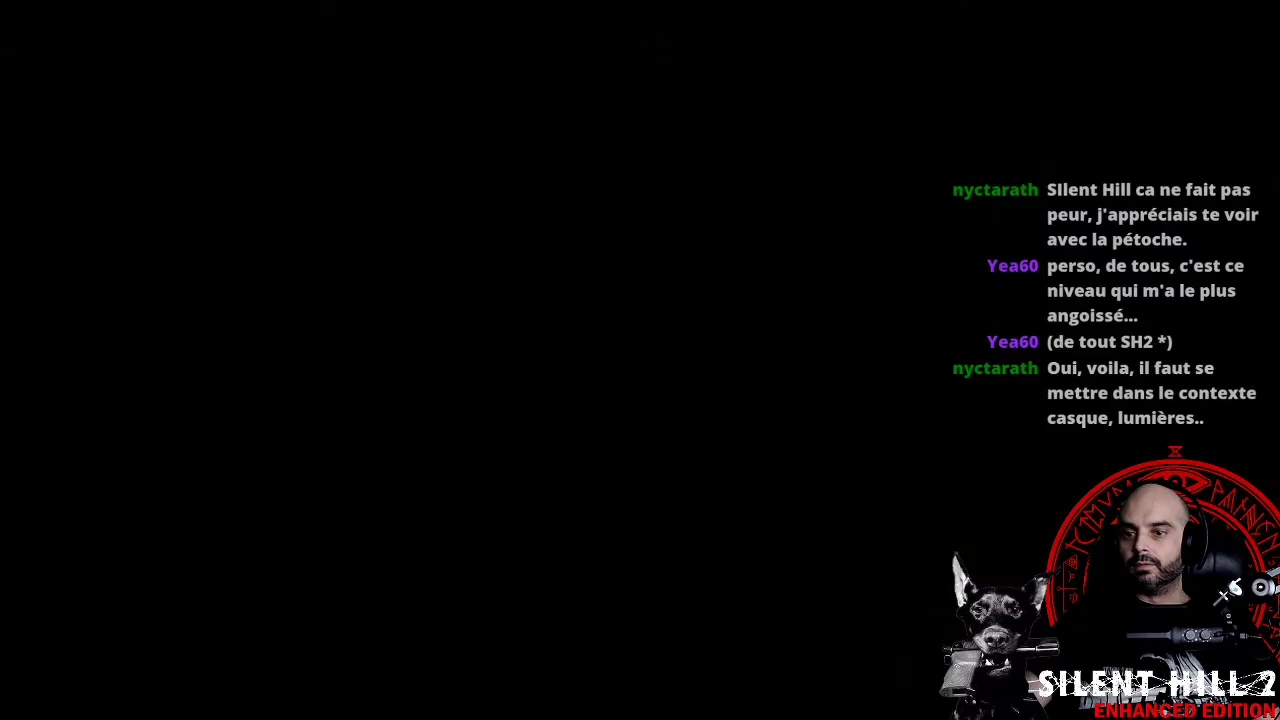 nyctarath SIlent Hill ca ne fait pas
peur, j'appréciais te voir
avec la pétoche.
Yea60 perso, de tous, c'est ce
niveau qui m'a le plus
angoissé...
Yea60 (de tout SH2 *)
nyctarath Oui, voila, il faut se
mettre dans le contexte
casque, lumières..
SILENT HILL 2
ENHANCED EDITION